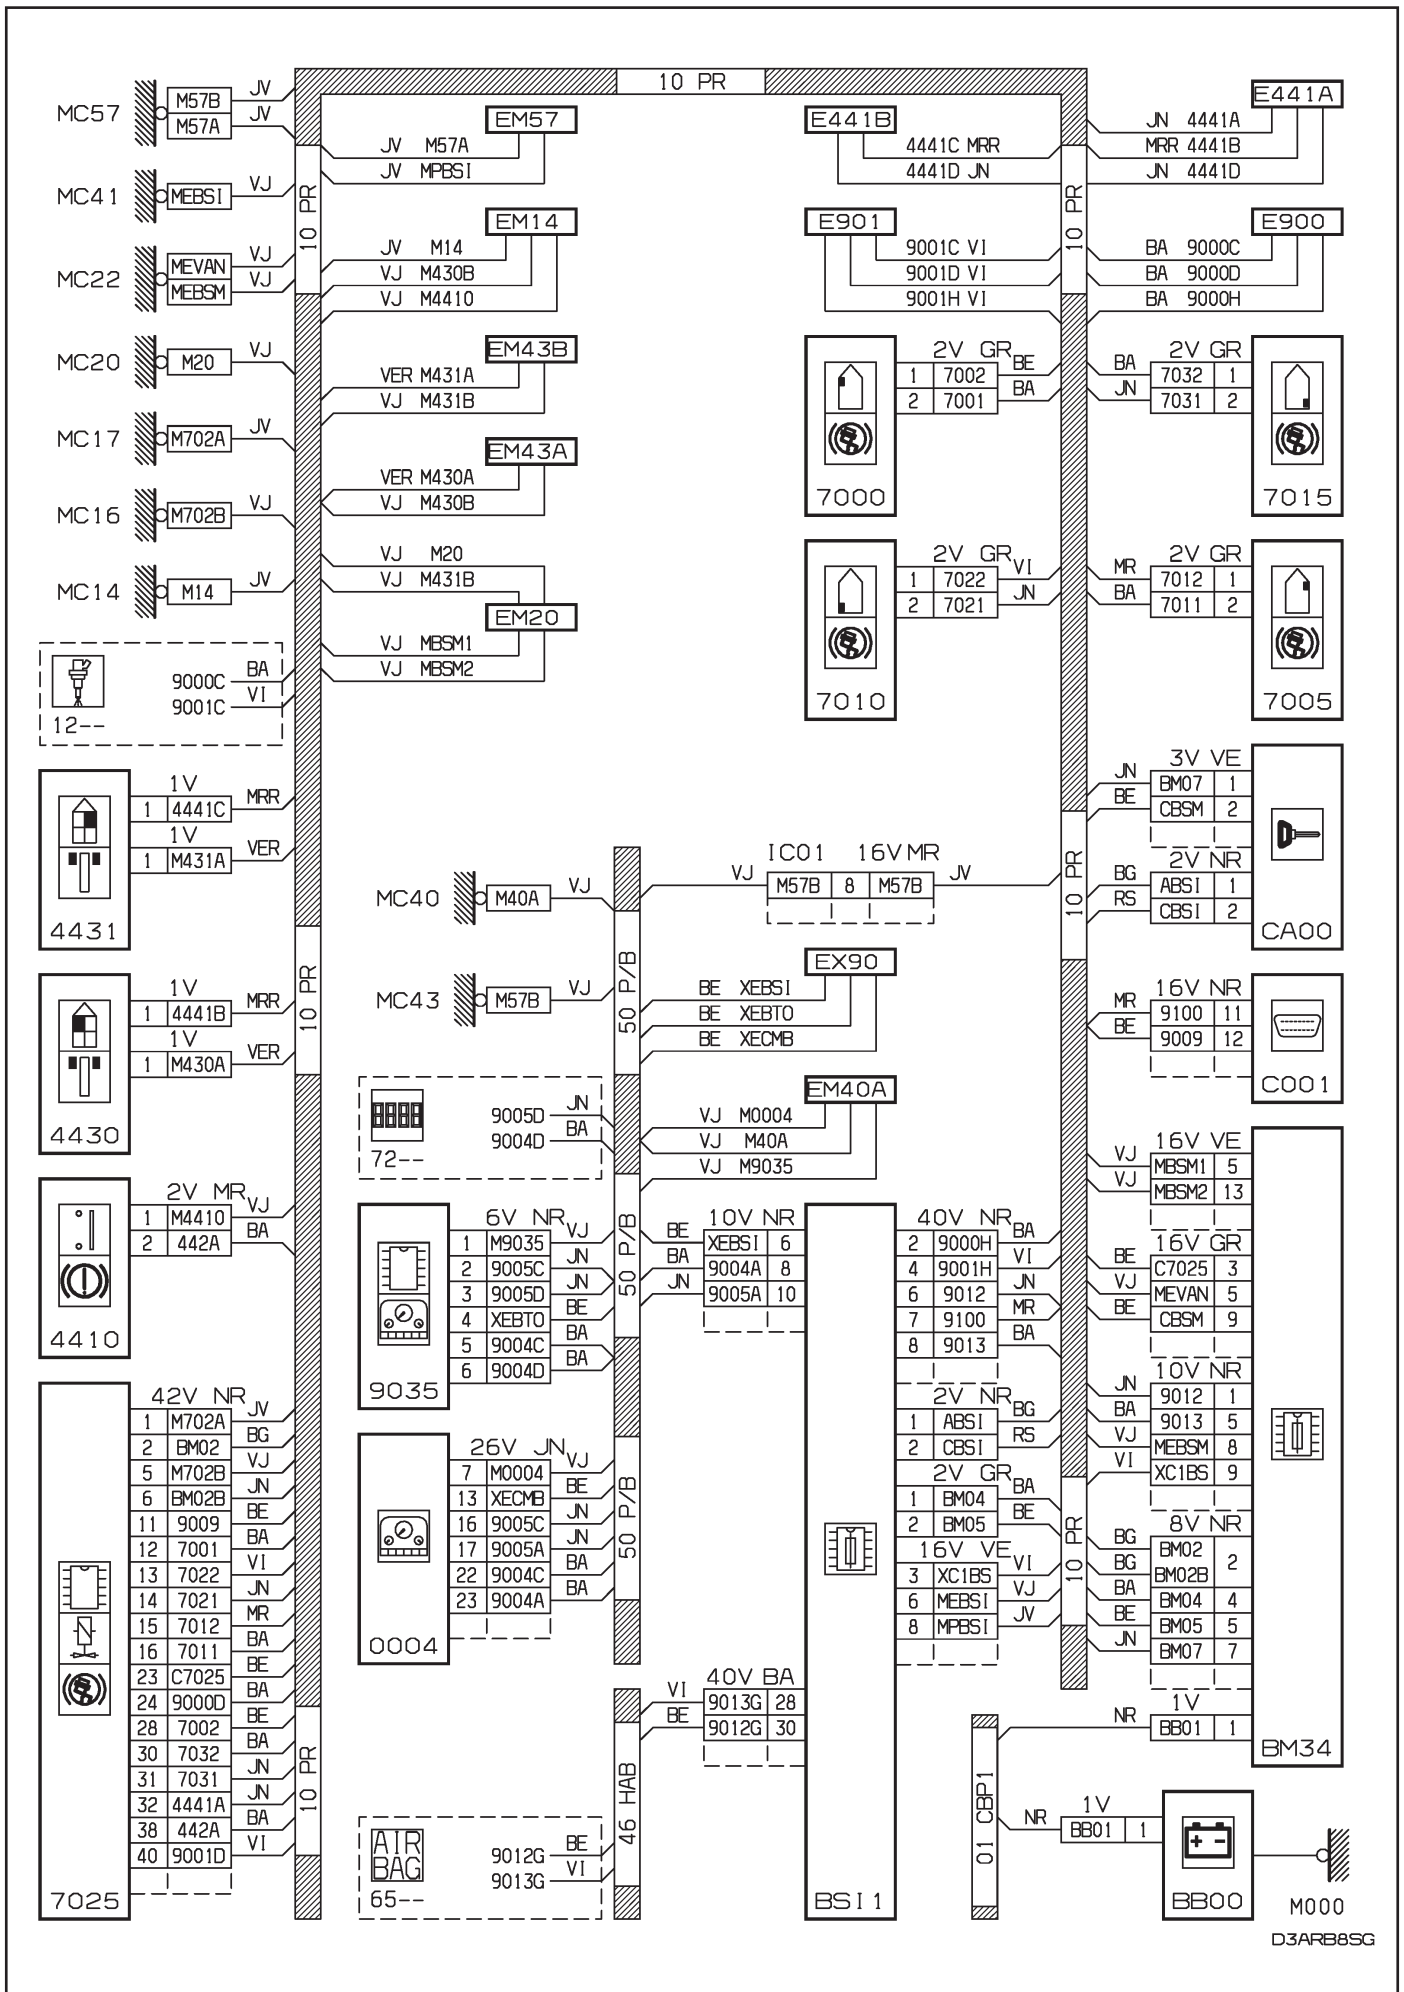 10 PR
MC57
M57B JV
M57A JV
MC41
MEBSI VJ
MC22
MEVAN VJ
MEBSM VJ
MC20
M20 VJ
MC17
M702A JV
MC16
M702B VJ
MC14
M14 JV
10 PR
EM57
JV M57A
JV MPBSI
EM14
JV M14
VJ M430B
VJ M4410
EM43B
VER M431A
VJ M431B
EM43A
VER M430A
VJ M430B
VJ M20
VJ M431B
EM20
VJ MBSM1
VJ MBSM2
E441B
4441C MRR
4441D JN
E901
9001C VI
9001D VI
9001H VI
10 PR
E441A
JN 4441A
MRR 4441B
JN 4441D
E900
BA 9000C
BA 9000D
BA 9000H
2V GR
1 7002 BE
2 7001 BA
7000
2V GR
BA 7032 1
JN 7031 2
7015
2V GR
1 7022 VI
2 7021 JN
7010
2V GR
MR 7012 1
BA 7011 2
7005
9000C BA
9001C VI
12--
1V
1 4441C MRR
1V
1 M431A VER
4431
1V
1 4441B MRR
1V
1 M430A VER
4430
10 PR
2V MR
1 M4410 VJ
2 442A BA
4410
42V NR
1 M702A JV
2 BM02 BG
5 M702B VJ
6 BM02B JN
11 9009 BE
12 7001 BA
13 7022 VI
14 7021 JN
15 7012 MR
16 7011 BA
23 C7025 BE
24 9000D BA
28 7002 BE
30 7032 BA
31 7031 JN
32 4441A JN
38 442A BA
40 9001D VI
7025
10 PR
MC40
M40A VJ
MC43
M57B VJ
50 P/B
IC01 16V MR
VJ M57B 8 M57B JV
EX90
BE XEBSI
BE XEBTO
BE XECMB
EM40A
VJ M0004
VJ M40A
VJ M9035
9005D JN
9004D BA
72--
6V NR
1 M9035 VJ
2 9005C JN
3 9005D JN
4 XEBTO BE
5 9004C BA
6 9004D BA
9035
50 P/B
26V JN
7 M0004 VJ
13 XECMB BE
16 9005C JN
17 9005A JN
22 9004C BA
23 9004A BA
0004
50 P/B
10V NR
BE XEBSI 6
BA 9004A 8
JN 9005A 10
40V NR
2 9000H BA
4 9001H VI
6 9012 JN
7 9100 MR
8 9013 BA
2V NR
1 ABSI BG
2 CBSI RS
2V GR
1 BM04 BA
2 BM05 BE
16V VE
3 XC1BS VI
6 MEBSI VJ
8 MPBSI JV
40V BA
VI 9013G 28
BE 9012G 30
BSI1
46 HAB
AIR
BAG
9012G BE
9013G VI
65--
10 PR
3V VE
JN BM07 1
BE CBSM 2
2V NR
BG ABSI 1
RS CBSI 2
CA00
16V NR
MR 9100 11
BE 9009 12
C001
16V VE
VJ MBSM1 5
VJ MBSM2 13
16V GR
BE C7025 3
VJ MEVAN 5
BE CBSM 9
10V NR
JN 9012 1
BA 9013 5
VJ MEBSM 8
VI XC1BS 9
10 PR
8V NR
BG BM02 2
BG BM02B
BA BM04 4
BE BM05 5
JN BM07 7
1V
NR BB01 1
BM34
01 CBP1
1V
NR BB01 1
BB00
M000
D3ARB8SG